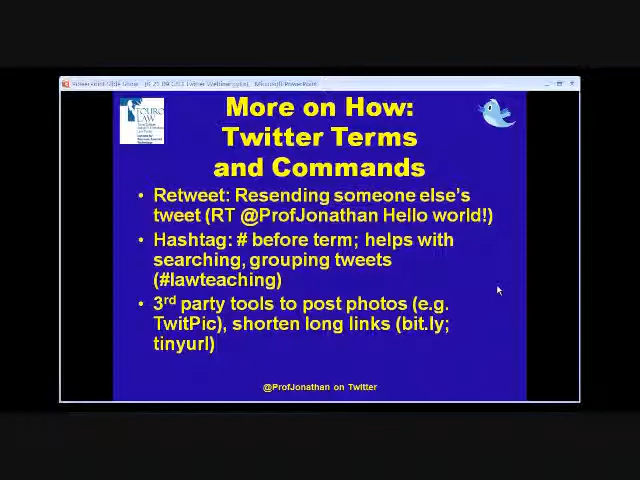 More on How:
Twitter Terms
and Commands
TOURO
LAW
• Retweet: Resending someone else's
tweet (RT @ProfJonathan Hello world!)
• Hashtag: # before term; helps with
searching, grouping tweets
(#lawteaching)
• 3rd party tools to post photos (e.g.
TwitPic), shorten long links (bit.ly;
tinyurl)
@ProfJonathan on Twitter